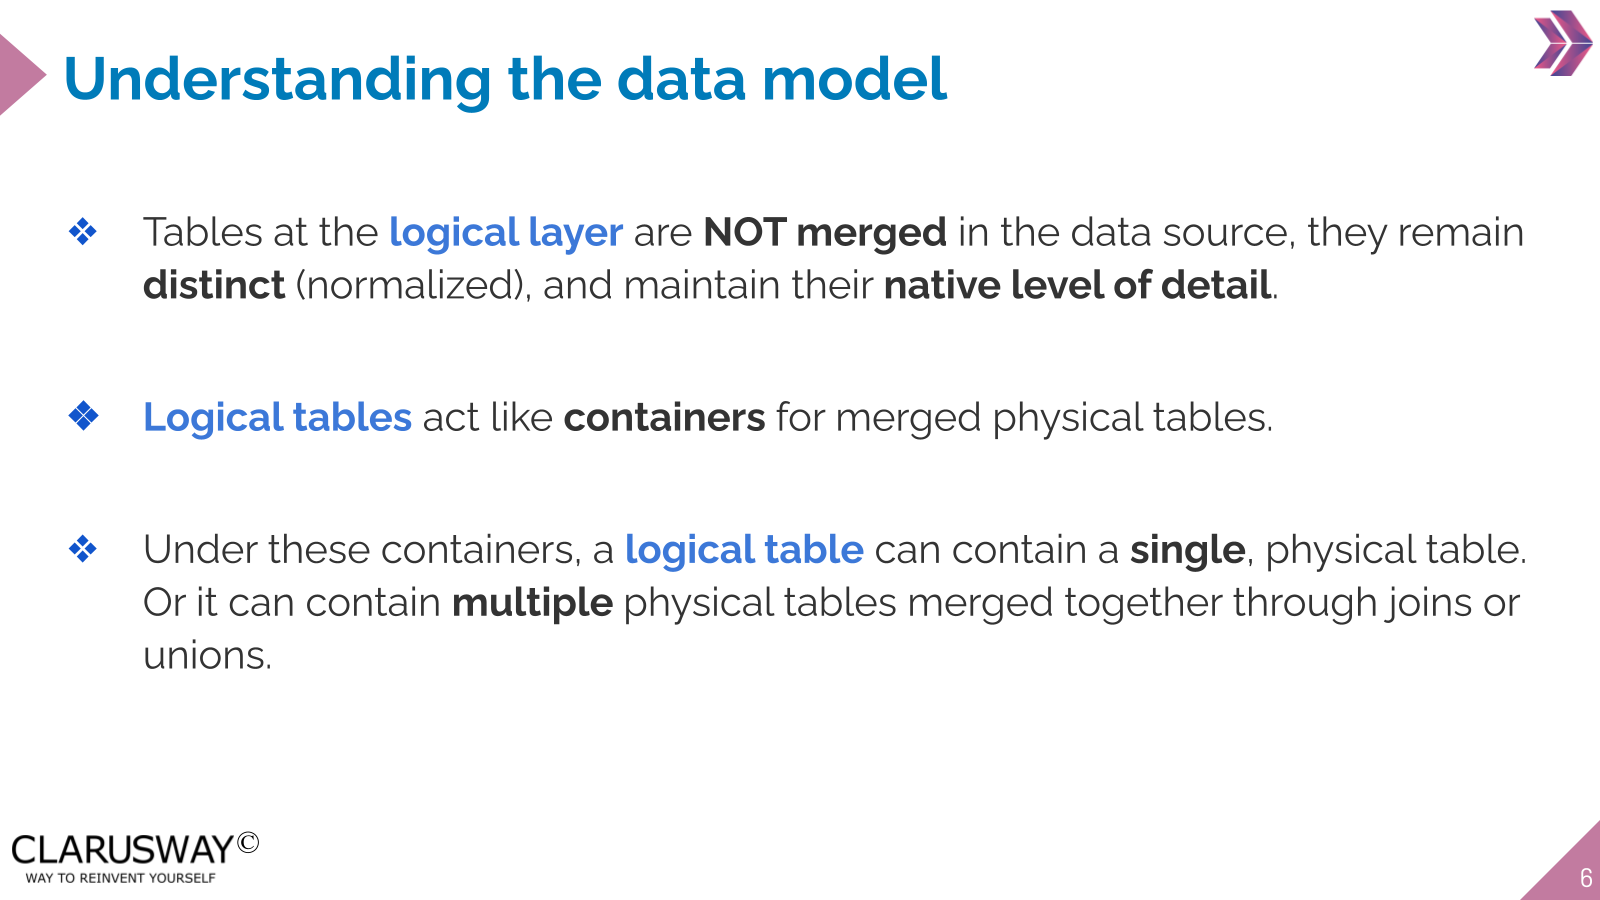 Understanding the data model
❖ Tables at the logical layer are NOT merged in the data source, they remain
distinct (normalized), and maintain their native level of detail.
❖ Logical tables act like containers for merged physical tables.
❖ Under these containers, a logical table can contain a single, physical table.
Or it can contain multiple physical tables merged together through joins or
unions.
CLARUSWAY©
WAY TO REINVENT YOURSELF
6